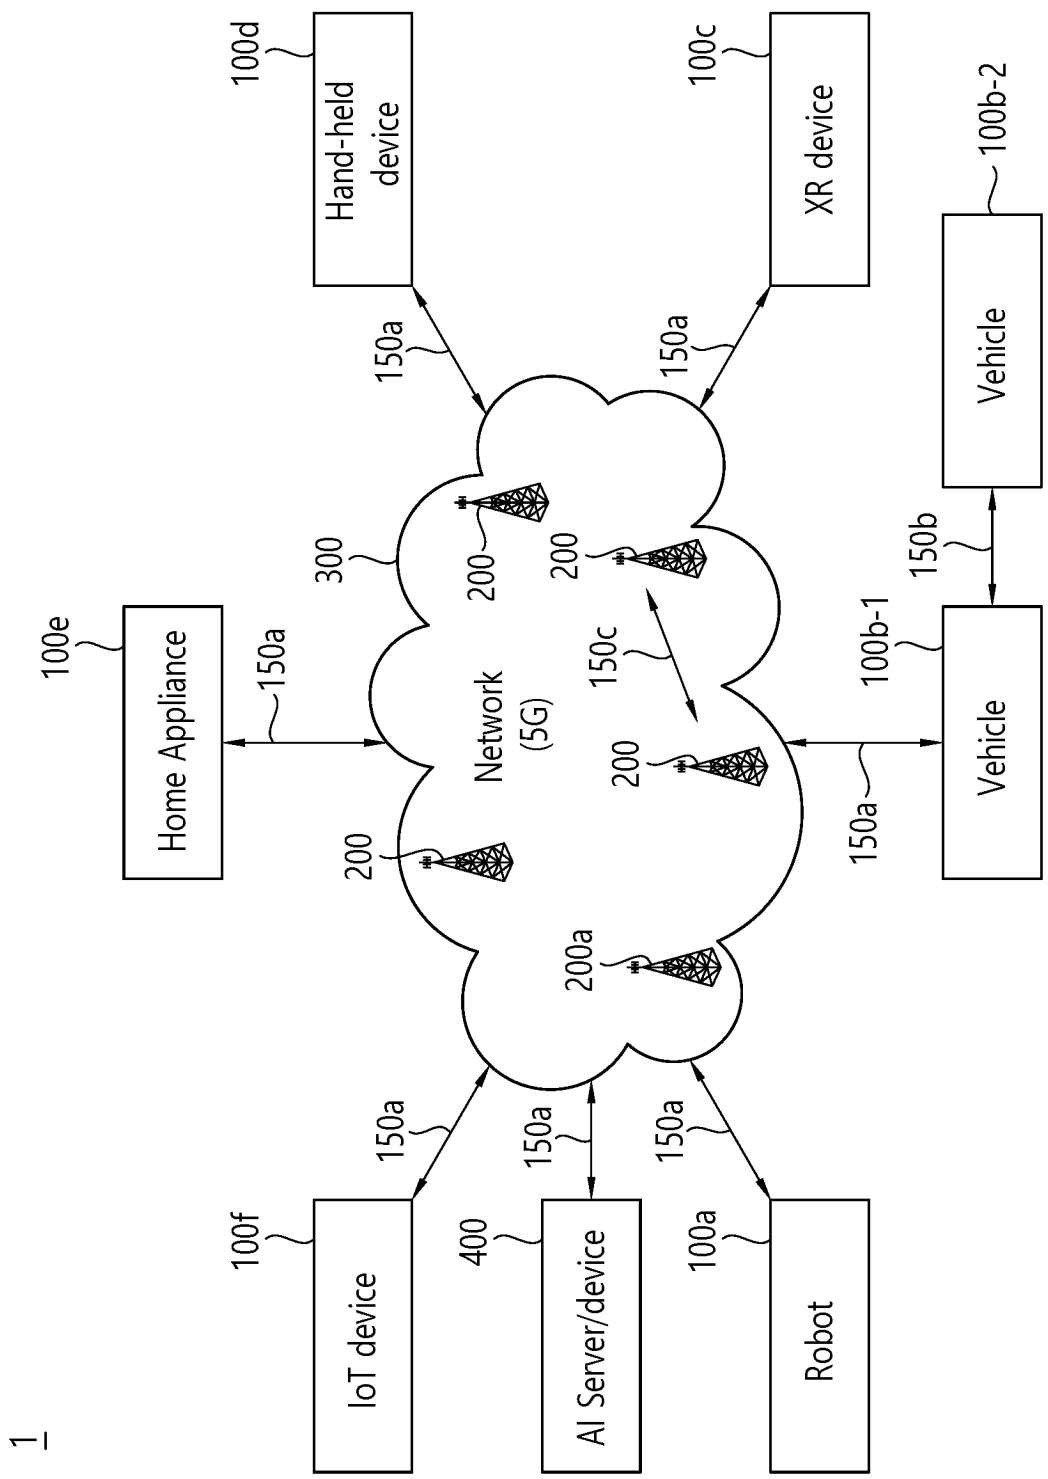 1
100e
Home Appliance
150a
100f
IoT device
150a
300
150a
100d
Hand-held
device
200
200
Network
(5G)
400
AI Server/device
150a
200a
200
150c
200
100a
Robot
150a
150a
100c
XR device
150a
100b-1
Vehicle
150b
100b-2
Vehicle